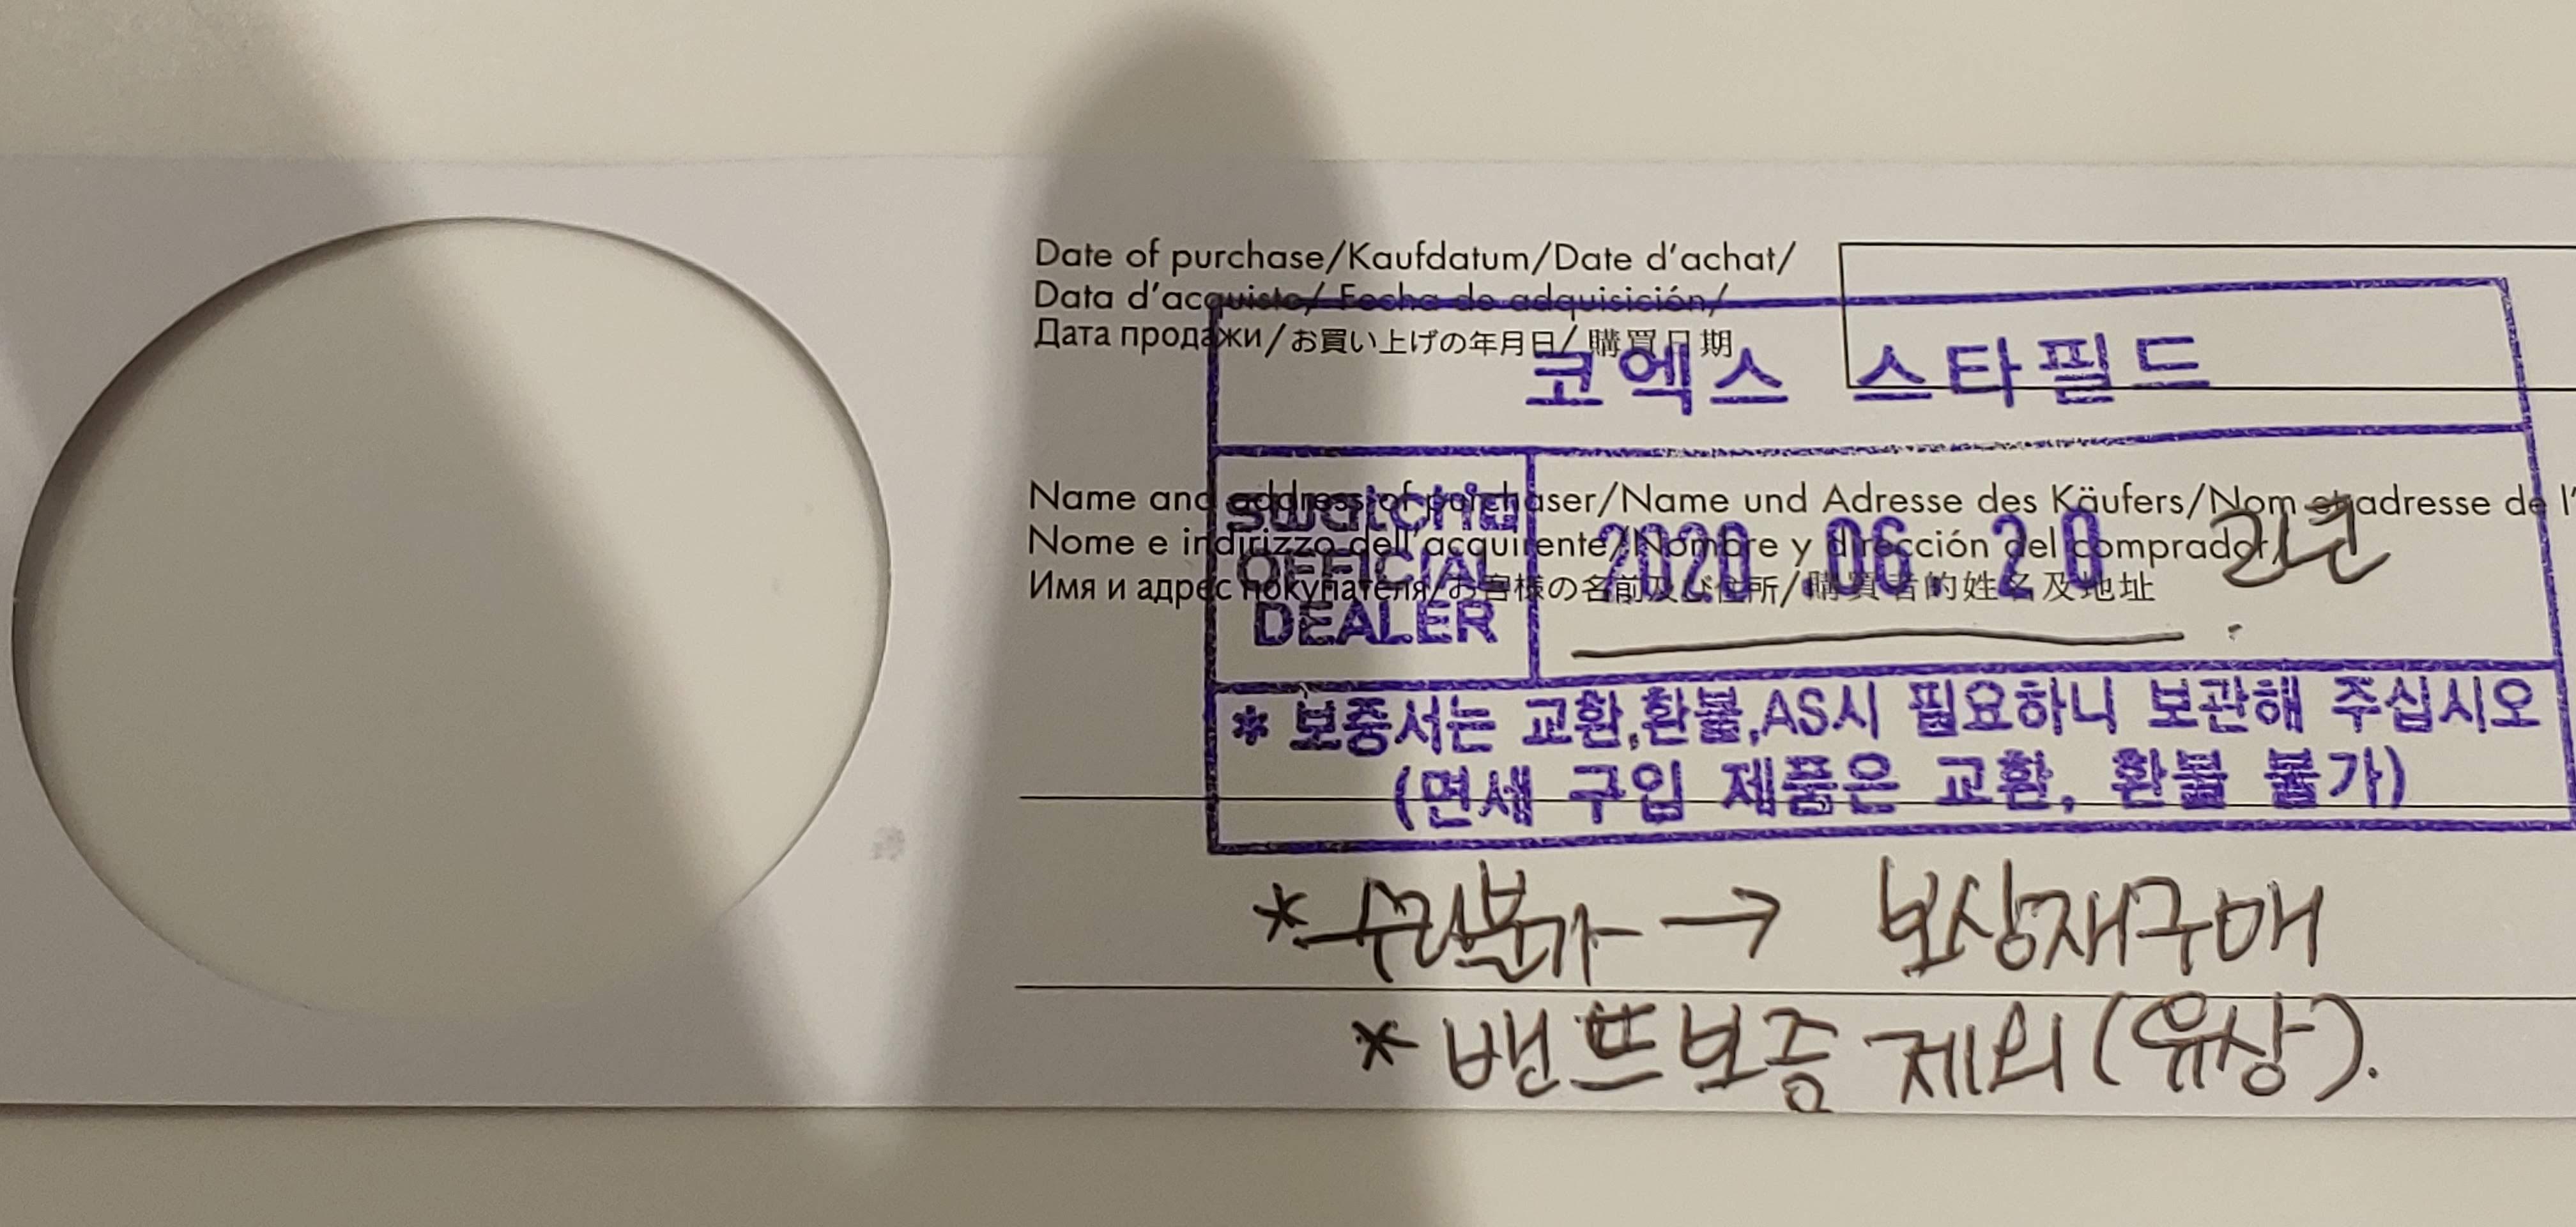 Date of purchase/Kaufdatum/Date d'achat/
Data d'acquisto/ Fecha de adquisición/
Дата продажи/お買い上げの年月日/購買日期
코엑스 스타필드
Name and address of purchaser/Name und Adresse des Käufers/Nom et adresse de l'
Nome e indirizzo dell'acquirente/Nombre y dirección del comprador/
Имя и адрес покупателя/お客様の名前及び住所/購買者的姓名及地址
swatch
OFFICIAL
DEALER
2020 .06. 20
2년
* 보증서는 교환,환불,AS시 필요하니 보관해 주십시오
(면세 구입 제품은 교환, 환불 불가)
* 수리불가 → 보상재구매
* 밴드보증 제외(유상).